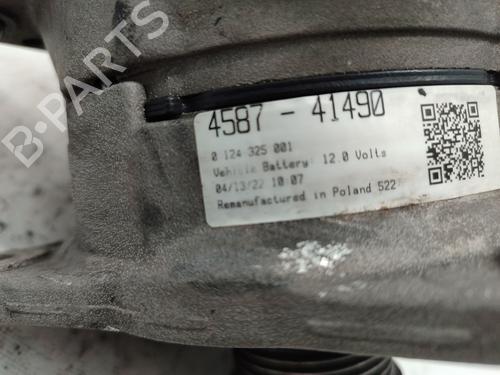 4587 - 41490
0 124 325 001
Vehicle Battery: 12.0 Volts
04/13/22 10:07
Remanufactured in Poland 522
B-PARTS